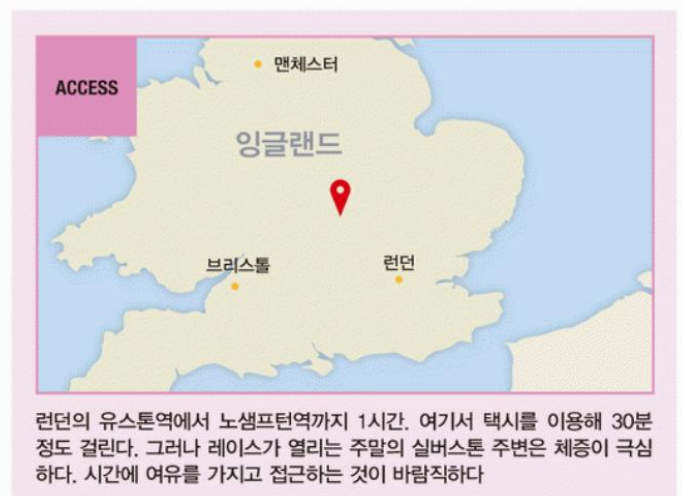 ACCESS
맨체스터
잉글랜드
브리스톨
런던
런던의 유스톤역에서 노샘프턴역까지 1시간. 여기서 택시를 이용해 30분
정도 걸린다. 그러나 레이스가 열리는 주말의 실버스톤 주변은 체증이 극심
하다. 시간에 여유를 가지고 접근하는 것이 바람직하다